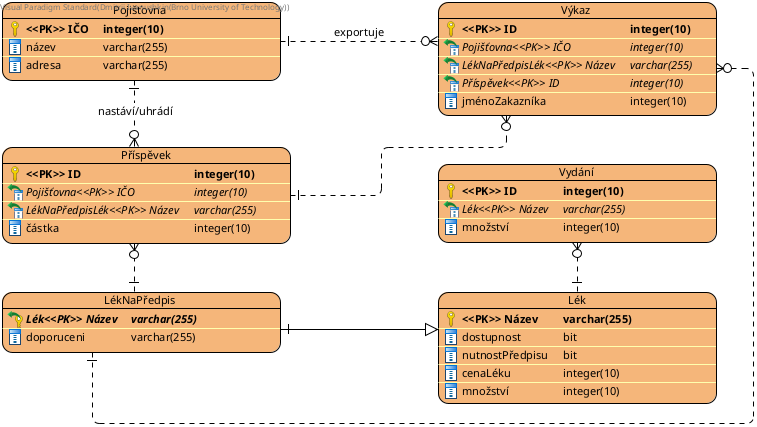 Visual Paradigm Standard(Dm
(Brno University of Technology))
Pojišťovna
<<PK>> IČO integer(10)
název varchar(255)
adresa varchar(255)
exportuje
Výkaz
<<PK>> ID integer(10)
Pojišťovna<<PK>> IČO integer(10)
LékNaPředpisLék<<PK>> Název varchar(255)
Příspěvek<<PK>> ID integer(10)
jménoZakazníka integer(10)
nastáví/uhrádí
Příspěvek
<<PK>> ID integer(10)
Pojišťovna<<PK>> IČO integer(10)
LékNaPředpisLék<<PK>> Název varchar(255)
částka integer(10)
Vydání
<<PK>> ID integer(10)
Lék<<PK>> Název varchar(255)
množství integer(10)
LékNaPředpis
Lék<<PK>> Název varchar(255)
doporuceni varchar(255)
Lék
<<PK>> Název varchar(255)
dostupnost bit
nutnostPředpisu bit
cenaLéku integer(10)
množství integer(10)